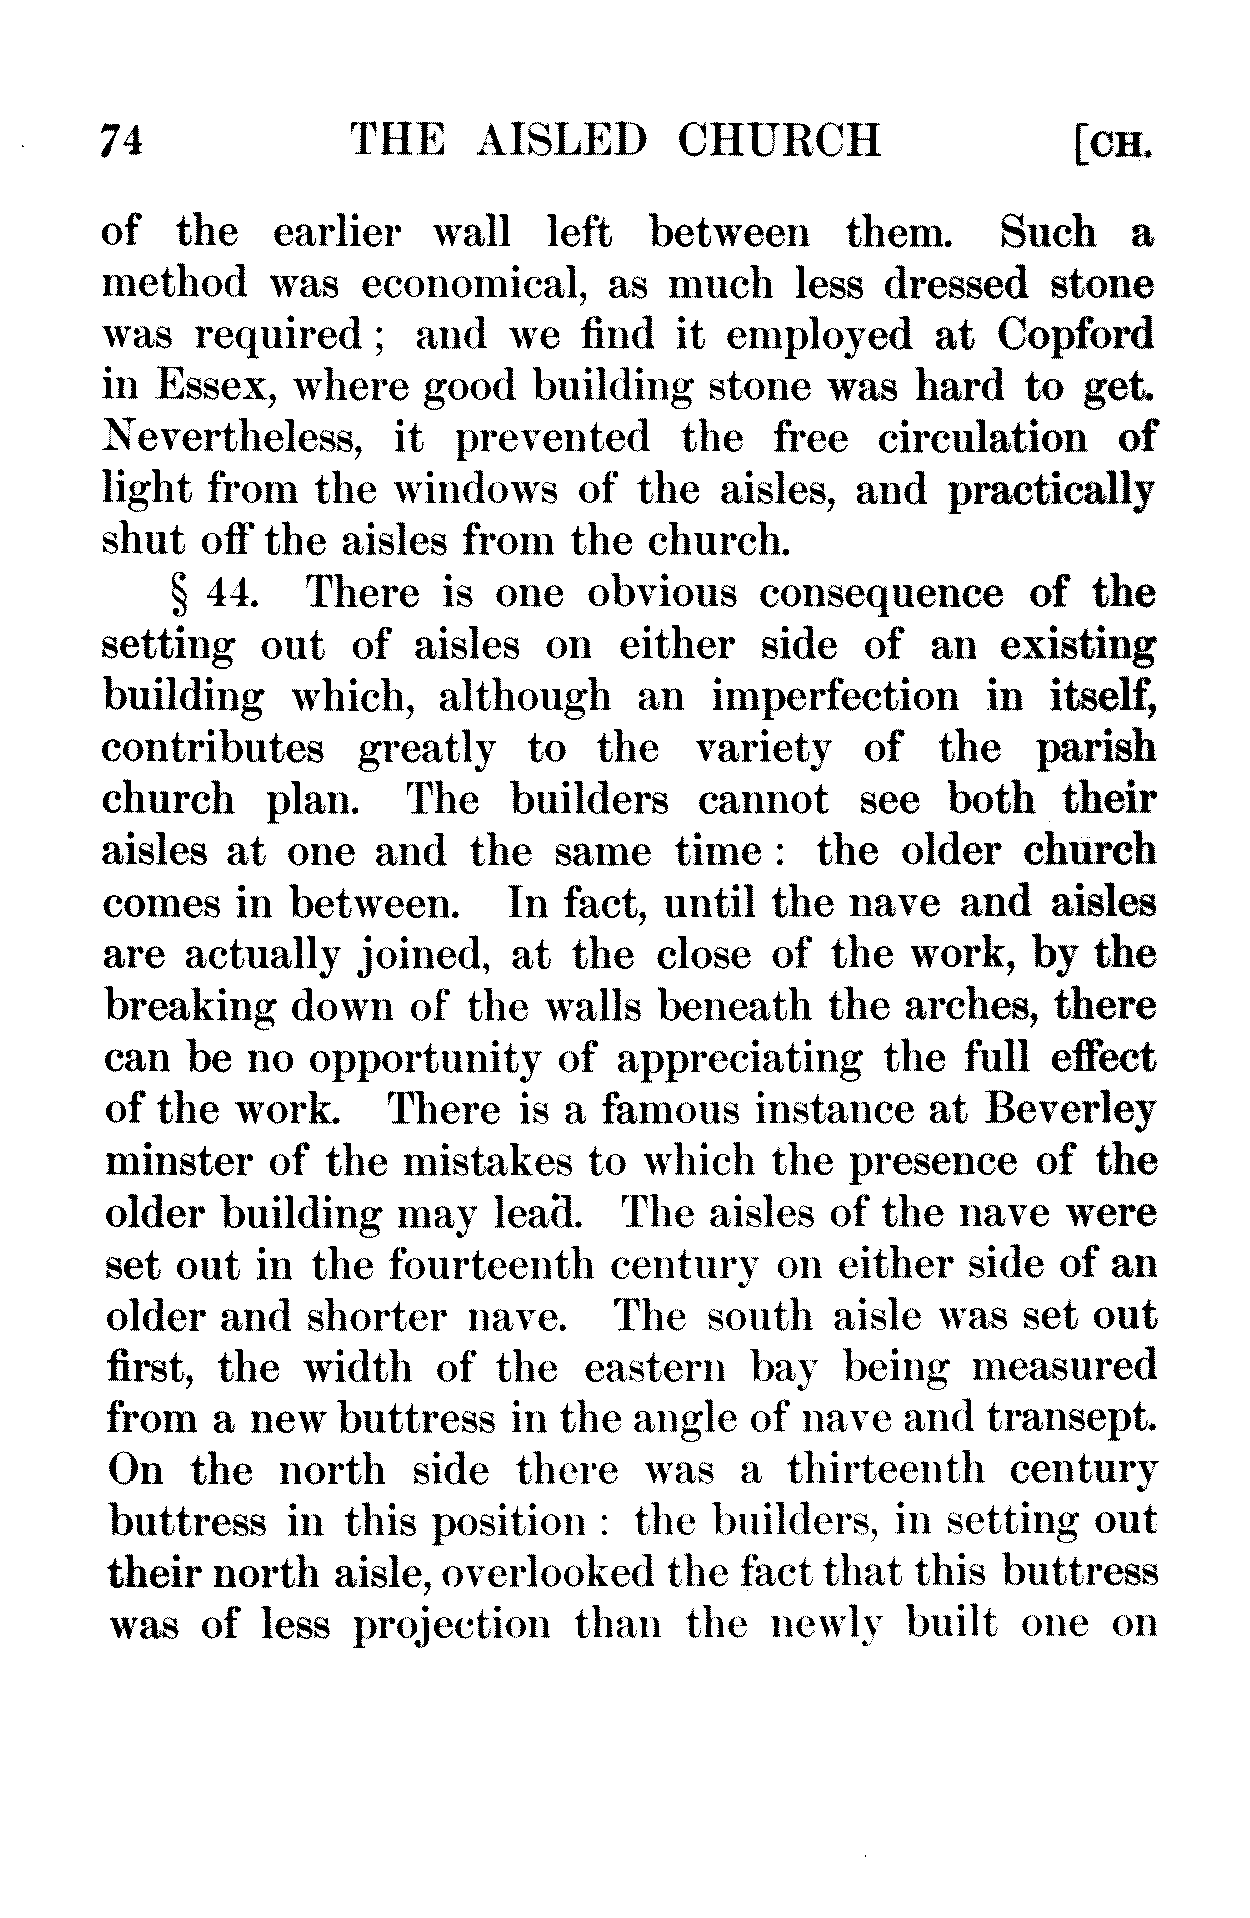 74 THE AISLED CHURCH [CH.
of the earlier wall left between them. Such a
method was economical, as much less dressed stone
was required ; and we find it employed at Copford
in Essex, where good building stone was hard to get.
Nevertheless, it prevented the free circulation of
light from the windows of the aisles, and practically
shut off the aisles from the church.
§ 44. There is one obvious consequence of the
setting out of aisles on either side of an existing
building which, although an imperfection in itself,
contributes greatly to the variety of the parish
church plan. The builders cannot see both their
aisles at one and the same time : the older church
comes in between. In fact, until the nave and aisles
are actually joined, at the close of the work, by the
breaking down of the walls beneath the arches, there
can be no opportunity of appreciating the full effect
of the work. There is a famous instance at Beverley
minster of the mistakes to which the presence of the
older building may lead. The aisles of the nave were
set out in the fourteenth century on either side of an
older and shorter nave. The south aisle was set out
first, the width of the eastern bay being measured
from a new buttress in the angle of nave and transept.
On the north side there was a thirteenth century
buttress in this position : the builders, in setting out
their north aisle, overlooked the fact that this buttress
was of less projection than the newly built one on